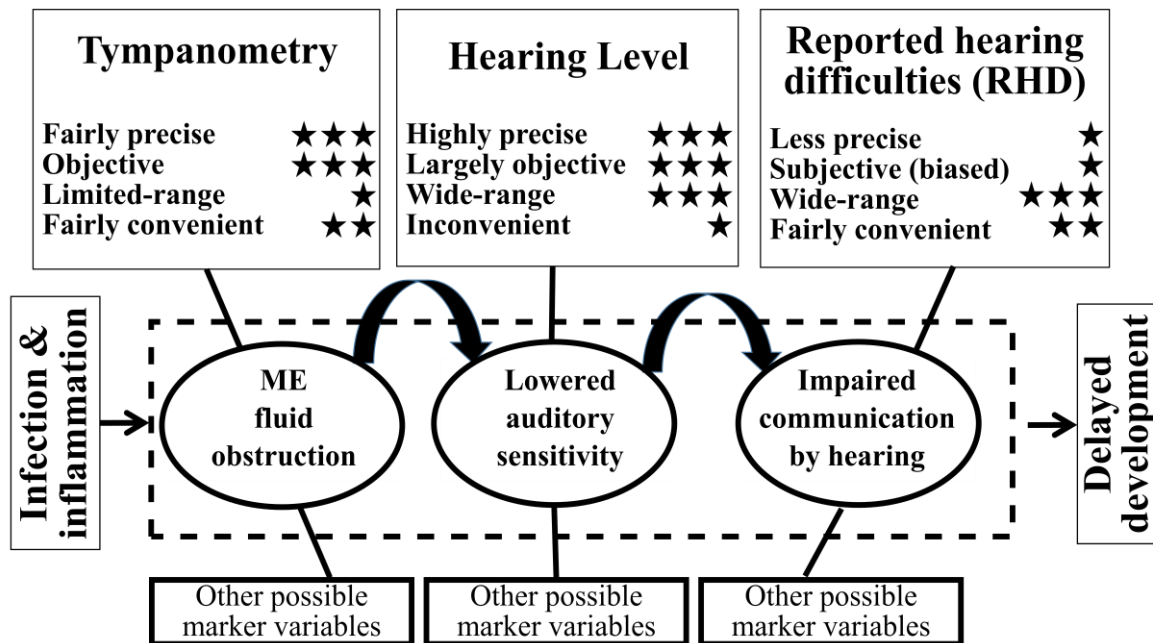 Tympanometry
Fairly precise ★★★
Objective ★★★
Limited-range ★
Fairly convenient ★★
Hearing Level
Highly precise ★★★
Largely objective ★★★
Wide-range ★★★
Inconvenient ★
Reported hearing
difficulties (RHD)
Less precise ★
Subjective (biased) ★
Wide-range ★★★
Fairly convenient ★★
Infection &
inflammation
ME
fluid
obstruction
Lowered
auditory
sensitivity
Impaired
communication
by hearing
Delayed
development
Other possible
marker variables
Other possible
marker variables
Other possible
marker variables